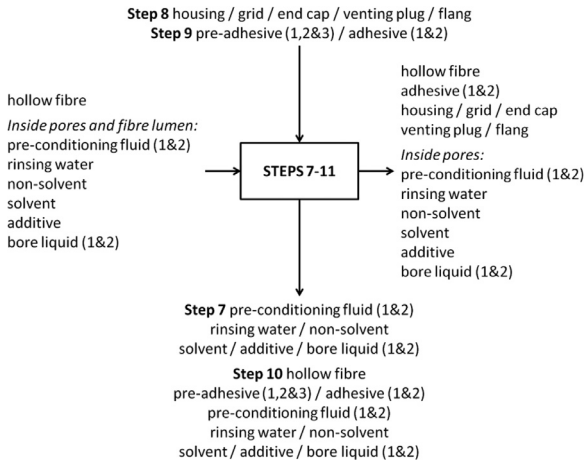 Step 8 housing / grid / end cap / venting plug / flang
Step 9 pre-adhesive (1,2&3) / adhesive (1&2)
hollow fibre
Inside pores and fibre lumen:
pre-conditioning fluid (1&2)
rinsing water
non-solvent
solvent
additive
bore liquid (1&2)
STEPS 7-11
hollow fibre
adhesive (1&2)
housing / grid / end cap
venting plug / flang
Inside pores:
pre-conditioning fluid (1&2)
rinsing water
non-solvent
solvent
additive
bore liquid (1&2)
Step 7 pre-conditioning fluid (1&2)
rinsing water / non-solvent
solvent / additive / bore liquid (1&2)
Step 10 hollow fibre
pre-adhesive (1,2&3) / adhesive (1&2)
pre-conditioning fluid (1&2)
rinsing water / non-solvent
solvent / additive / bore liquid (1&2)